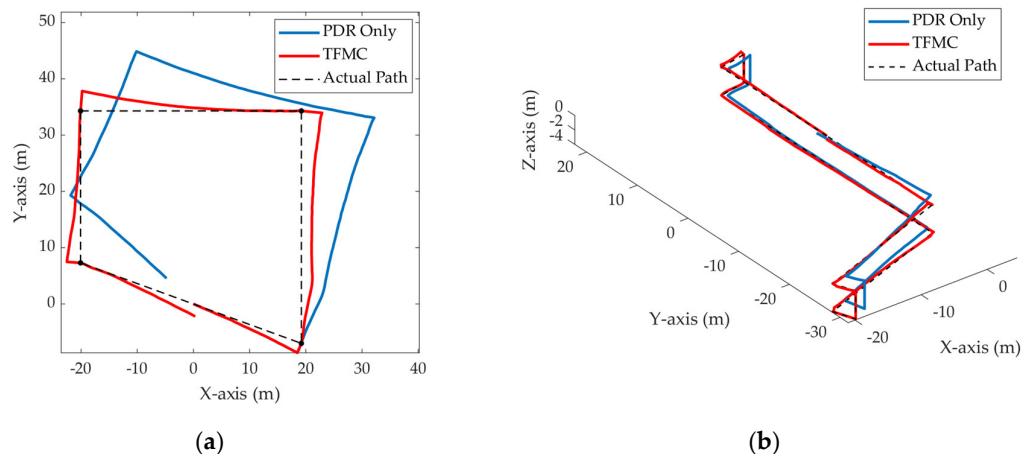 PDR Only
TFMC
Actual Path
50
40
30
20
10
0
Y-axis (m)
-20
-10
0
10
20
30
40
X-axis (m)
(a)
PDR Only
TFMC
Actual Path
Z-axis (m)
0
-2
-4
20
10
0
-10
-20
-30
Y-axis (m)
-20
-10
0
X-axis (m)
(b)